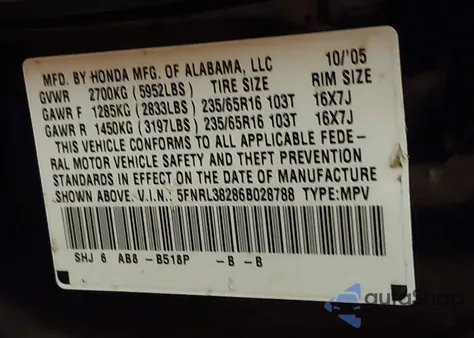 MFD. BY HONDA MFG. OF ALABAMA, LLC 10/'05
GVWR 2700KG (5952LBS) TIRE SIZE RIM SIZE
GAWR F 1285KG (2833LBS) 235/65R16 103T 16X7J
GAWR R 1450KG (3197LBS) 235/65R16 103T 16X7J
THIS VEHICLE CONFORMS TO ALL APPLICABLE FEDE-
RAL MOTOR VEHICLE SAFETY AND THEFT PREVENTION
STANDARDS IN EFFECT ON THE DATE OF MANUFACTURE
SHOWN ABOVE. V.I.N.: 5FNRL38286B028788 TYPE:MPV
SHJ 6 AB8 -B518P -B -B
autoshop